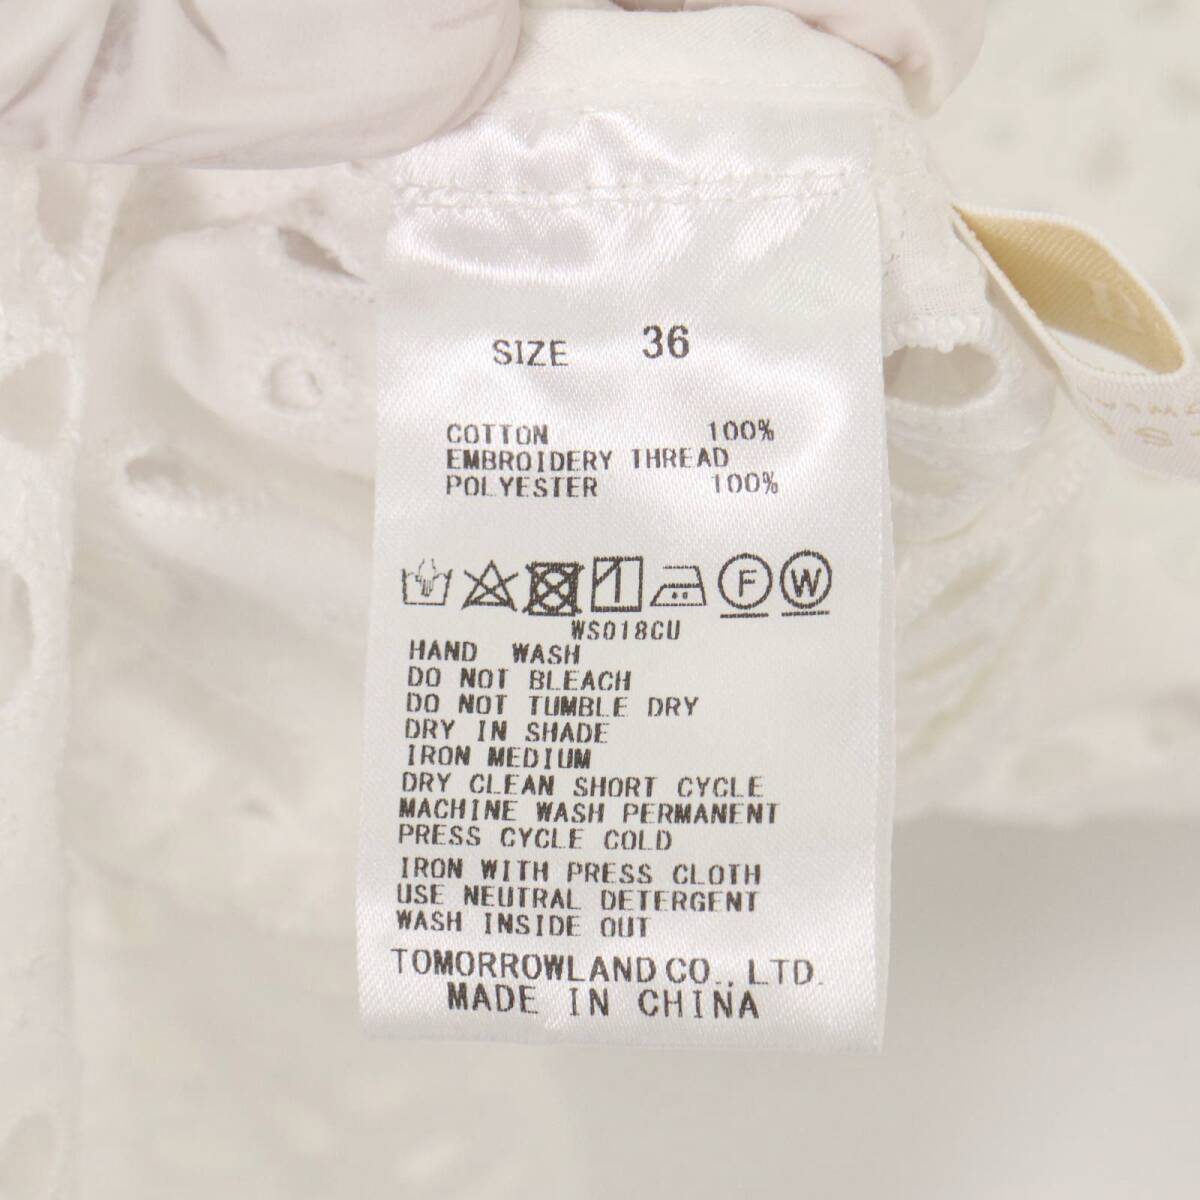 SIZE 36
COTTON 100%
EMBROIDERY THREAD
POLYESTER 100%
1 F W
WS018CU
HAND WASH
DO NOT BLEACH
DO NOT TUMBLE DRY
DRY IN SHADE
IRON MEDIUM
DRY CLEAN SHORT CYCLE
MACHINE WASH PERMANENT
PRESS CYCLE COLD
IRON WITH PRESS CLOTH
USE NEUTRAL DETERGENT
WASH INSIDE OUT
TOMORROWLAND CO., LTD.
MADE IN CHINA